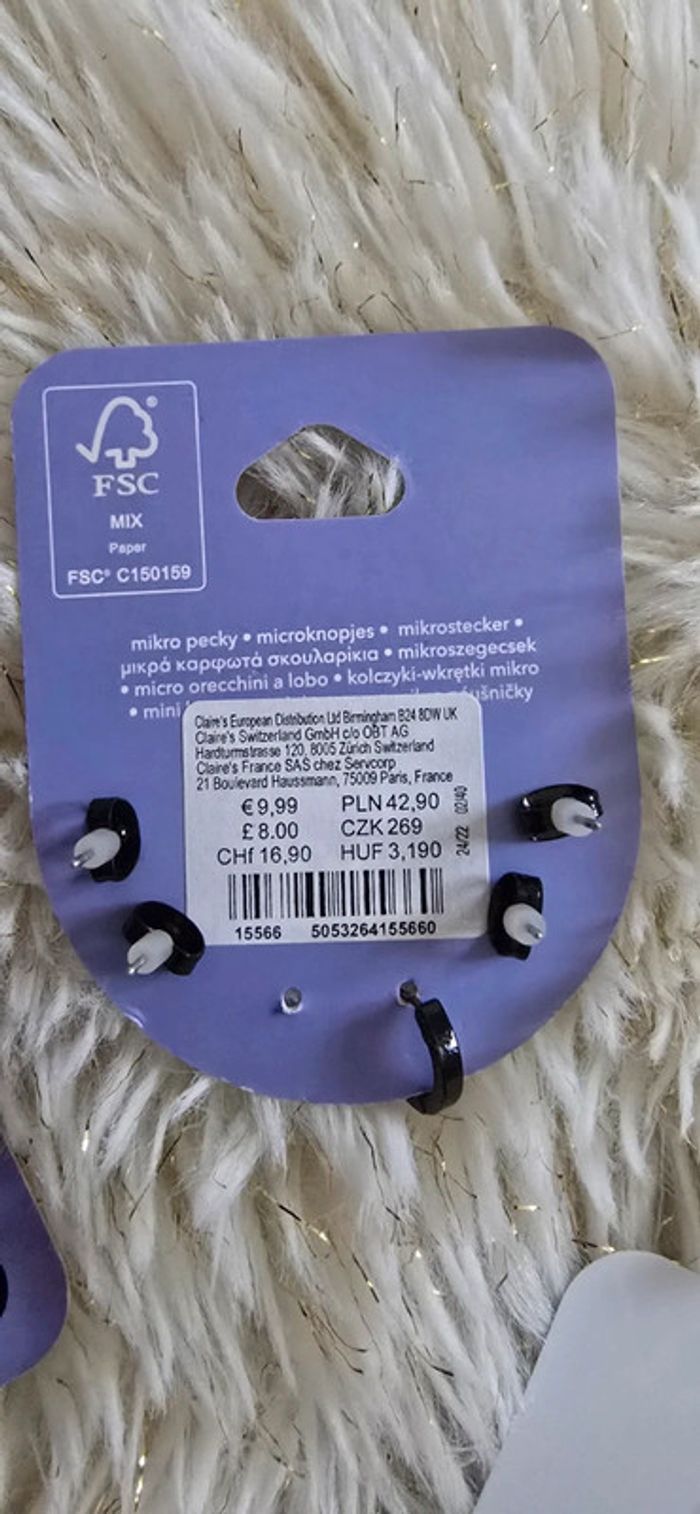 FSC
MIX
Paper
FSC® C150159
mikro pecky • microknopjes • mikrostecker •
μικρά καρφωτά σκουλαρίκια • mikroszegecsek
• micro orecchini a lobo • kolczyki-wkrętki mikro
• mini
Claire's European Distribution Ltd Birmingham B24 8DW UK
Claire's Switzerland GmbH c/o OBT AG
Hardturmstrasse 120, 8005 Zürich Switzerland
Claire's France SAS chez Servcorp
21 Boulevard Haussmann, 75009 Paris, France
€9,99 PLN 42,90
£8.00 CZK 269
CHf 16,90 HUF 3,190
24/22 02/40
15566 5053264155660